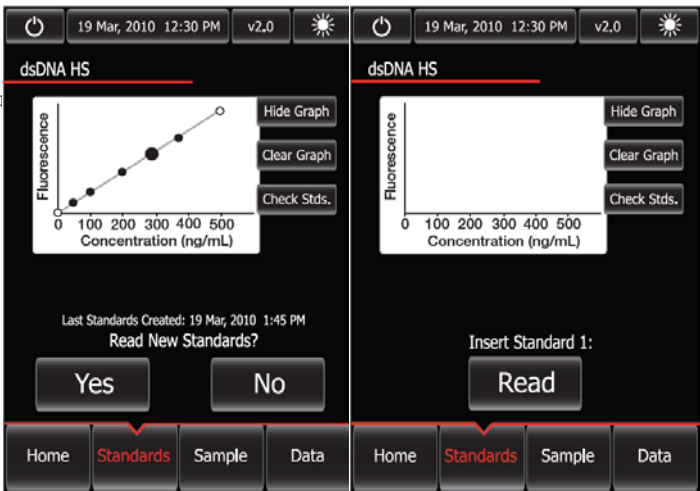 19 Mar, 2010 12:30 PM
v2.0
dsDNA HS
Fluorescence
Hide Graph
Clear Graph
Check Stds.
0 100 200 300 400 500
Concentration (ng/mL)
Last Standards Created: 19 Mar, 2010 1:45 PM
Read New Standards?
Yes
No
Home
Standards
Sample
Data
19 Mar, 2010 12:30 PM
v2.0
dsDNA HS
Fluorescence
Hide Graph
Clear Graph
Check Stds.
0 100 200 300 400 500
Concentration (ng/mL)
Insert Standard 1:
Read
Home
Standards
Sample
Data